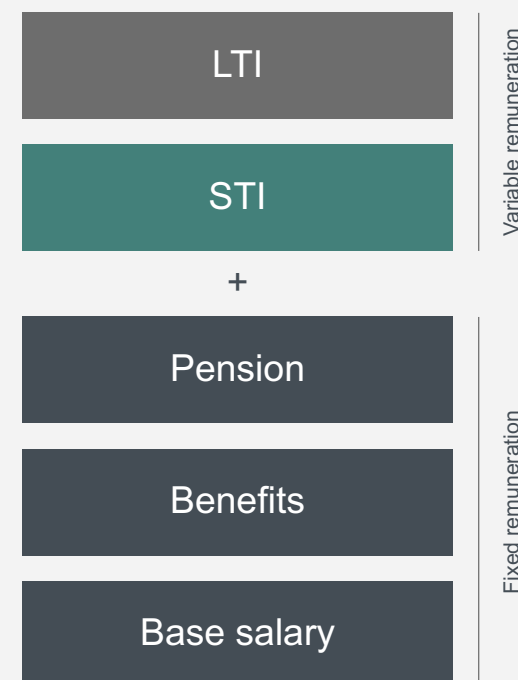 LTI
STI
Variable remuneration
+
Pension
Benefits
Base salary
Fixed remuneration